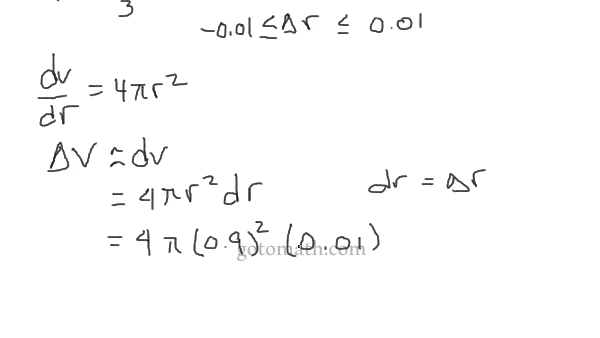 3
-0.01 ≤ Δr ≤ 0.01
dv/dr = 4πr²
ΔV ≈ dv
= 4πr² dr    dr = Δr
= 4π(0.9)² (0.01)
gotomath.com